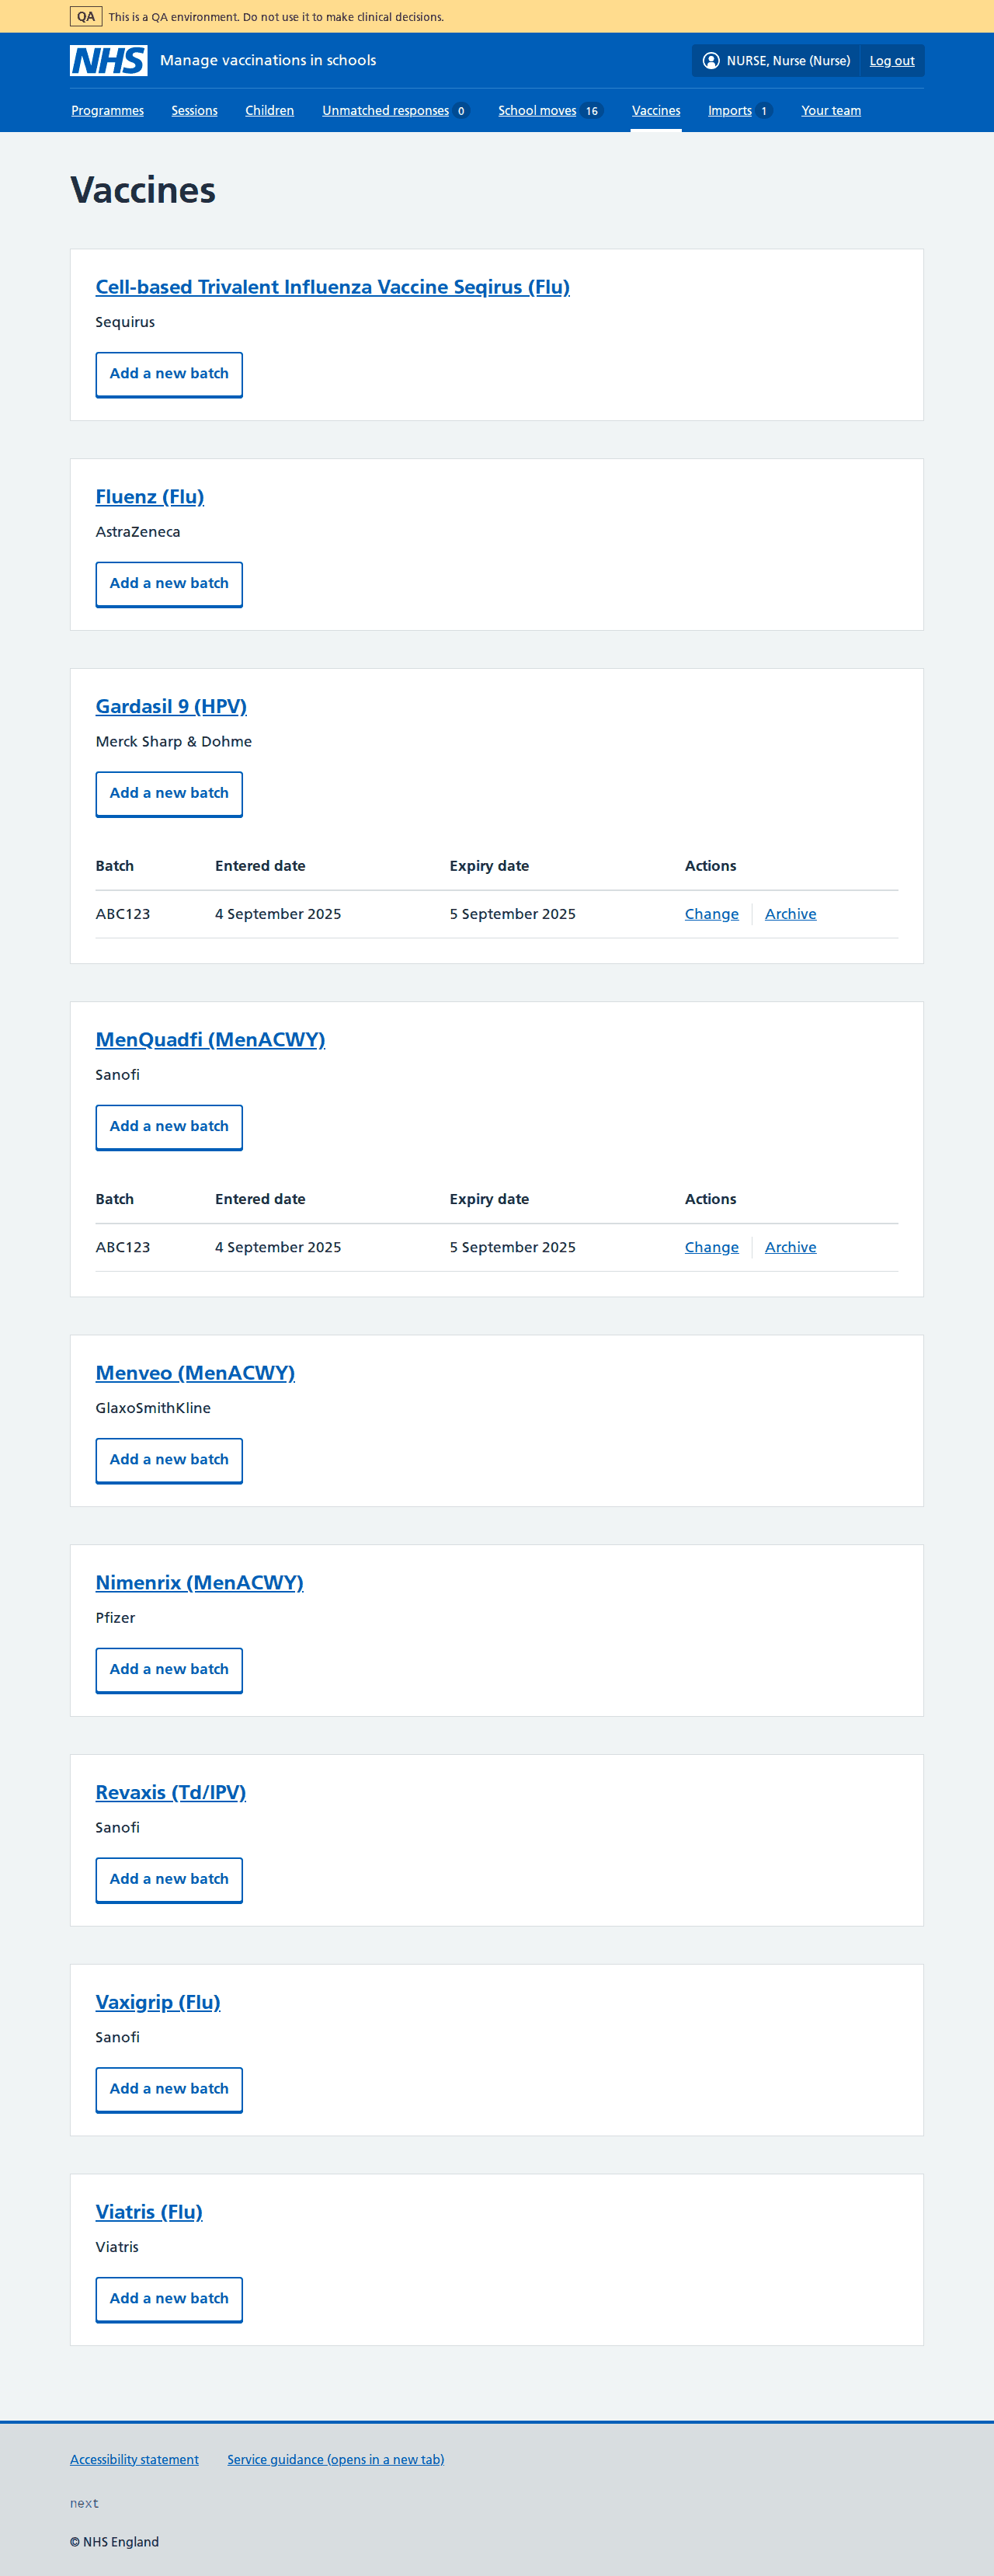 QA This is a QA environment. Do not use it to make clinical decisions.
NHS Manage vaccinations in schools NURSE, Nurse (Nurse) Log out
Programmes Sessions Children Unmatched responses 0 School moves 16 Vaccines Imports 1 Your team
Vaccines
Cell-based Trivalent Influenza Vaccine Seqirus (Flu)
Sequirus
Add a new batch
Fluenz (Flu)
AstraZeneca
Add a new batch
Gardasil 9 (HPV)
Merck Sharp & Dohme
Add a new batch
Batch Entered date Expiry date Actions
ABC123 4 September 2025 5 September 2025 Change Archive
MenQuadfi (MenACWY)
Sanofi
Add a new batch
Batch Entered date Expiry date Actions
ABC123 4 September 2025 5 September 2025 Change Archive
Menveo (MenACWY)
GlaxoSmithKline
Add a new batch
Nimenrix (MenACWY)
Pfizer
Add a new batch
Revaxis (Td/IPV)
Sanofi
Add a new batch
Vaxigrip (Flu)
Sanofi
Add a new batch
Viatris (Flu)
Viatris
Add a new batch
Accessibility statement Service guidance (opens in a new tab)
next
© NHS England